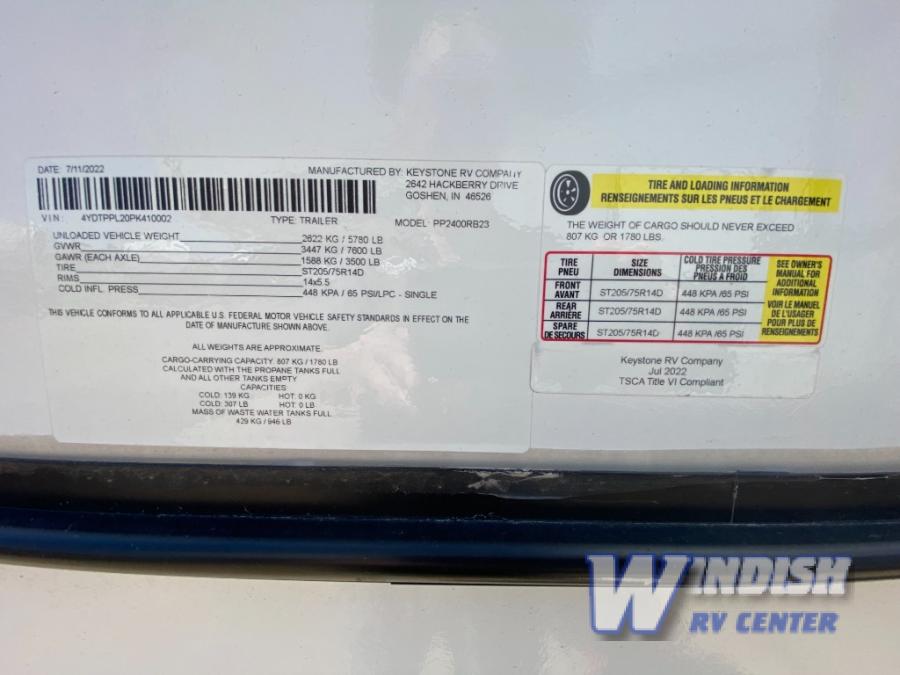 DATE: 7/11/2022 MANUFACTURED BY: KEYSTONE RV COMPANY
2642 HACKBERRY DRIVE
GOSHEN, IN 46526
VIN: 4YDTPPL20PK410002 TYPE: TRAILER MODEL: PP2400RB23
UNLOADED VEHICLE WEIGHT 2622 KG / 5780 LB
GVWR 3447 KG / 7600 LB
GAWR (EACH AXLE) 1588 KG / 3500 LB
TIRE ST205/75R14D
RIMS 14x5.5
COLD INFL. PRESS 448 KPA / 65 PSI/LPC - SINGLE
THIS VEHICLE CONFORMS TO ALL APPLICABLE U.S. FEDERAL MOTOR VEHICLE SAFETY STANDARDS IN EFFECT ON THE
DATE OF MANUFACTURE SHOWN ABOVE.
ALL WEIGHTS ARE APPROXIMATE.
CARGO-CARRYING CAPACITY: 807 KG / 1780 LB
CALCULATED WITH THE PROPANE TANKS FULL
AND ALL OTHER TANKS EMPTY
CAPACITIES:
COLD: 139 KG HOT: 0 KG
COLD: 307 LB HOT: 0 LB
MASS OF WASTE WATER TANKS FULL
429 KG / 946 LB
TIRE AND LOADING INFORMATION
RENSEIGNEMENTS SUR LES PNEUS ET LE CHARGEMENT
THE WEIGHT OF CARGO SHOULD NEVER EXCEED
807 KG OR 1780 LBS.
TIRE
PNEU
SIZE
DIMENSIONS
COLD TIRE PRESSURE
PRESSION DES
PNEUS A FROID
FRONT
AVANT
ST205/75R14D
448 KPA /65 PSI
REAR
ARRIÈRE
ST205/75R14D
448 KPA /65 PSI
SPARE
DE SECOURS
ST205/75R14D
448 KPA /65 PSI
SEE OWNER'S
MANUAL FOR
ADDITIONAL
INFORMATION
VOIR LE MANUEL
DE L'USAGER
POUR PLUS DE
RENSEIGNEMENTS
Keystone RV Company
Jul 2022
TSCA Title VI Compliant
WINDISH
RV CENTER